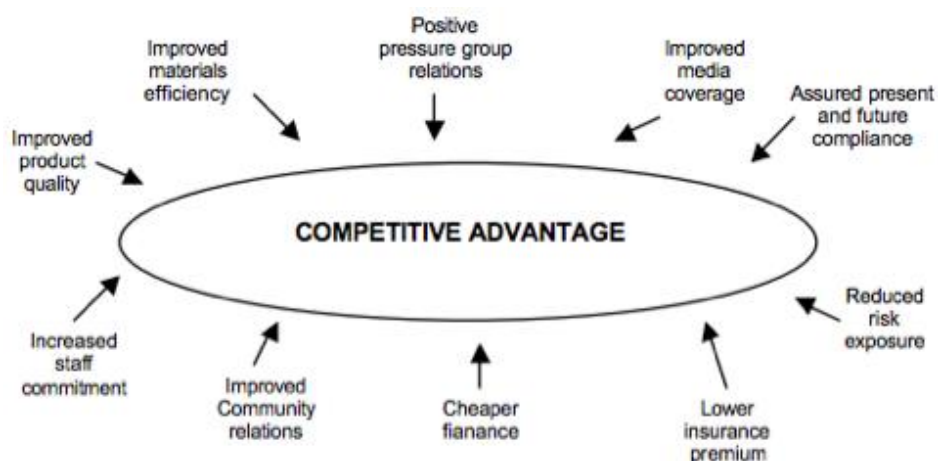 Positive
pressure group
relations
Improved
materials
efficiency
Improved
media
coverage
Assured present
and future
compliance
Improved
product
quality
COMPETITIVE ADVANTAGE
Reduced
risk
exposure
Increased
staff
commitment
Improved
Community
relations
Cheaper
fianance
Lower
insurance
premium